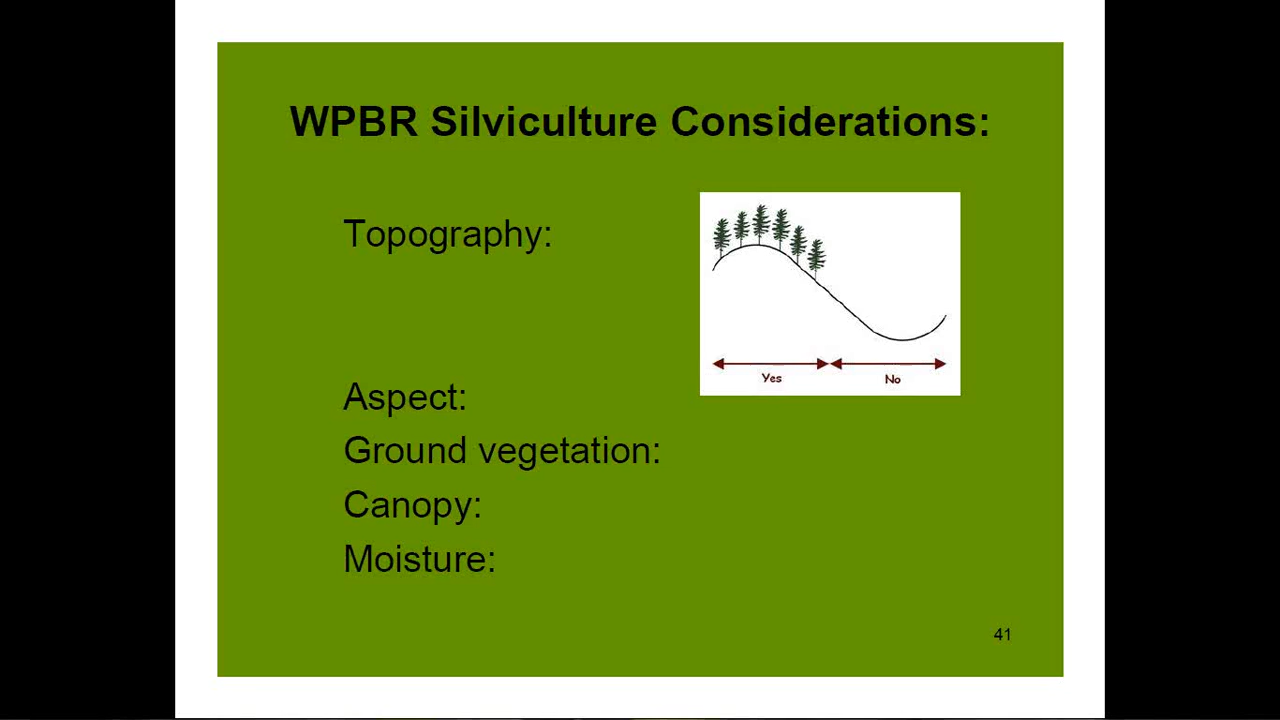 WPBR Silviculture Considerations:
Topography:
Yes
No
Aspect:
Ground vegetation:
Canopy:
Moisture:
41